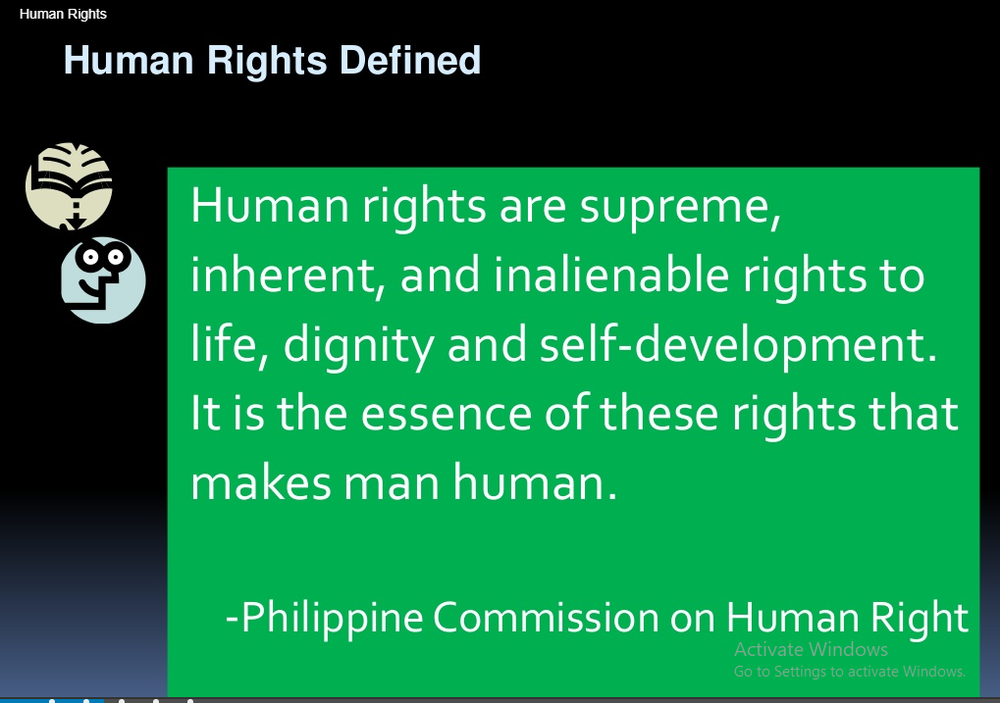 Human Rights
Human Rights Defined
Human rights are supreme,
inherent, and inalienable rights to
life, dignity and self-development.
It is the essence of these rights that
makes man human.
-Philippine Commission on Human Right
Activate Windows
Go to Settings to activate Windows.